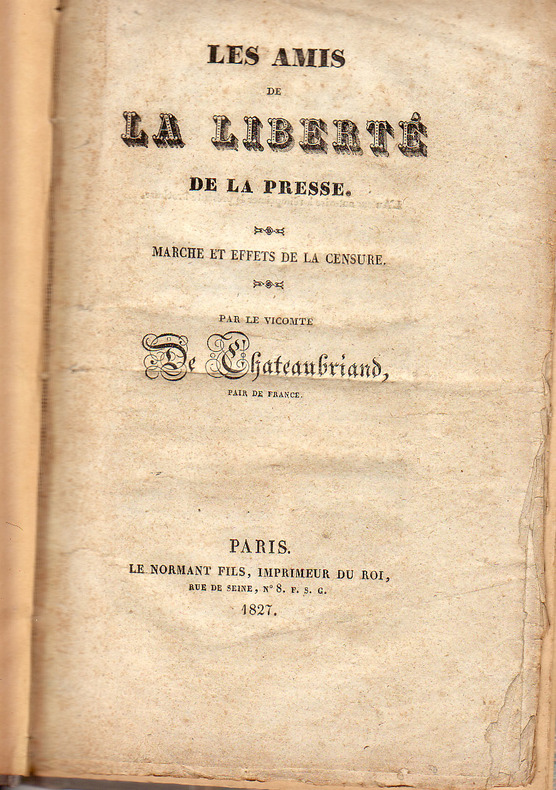 LES AMIS
DE
LA LIBERTÉ
DE LA PRESSE.
MARCHE ET EFFETS DE LA CENSURE.
PAR LE VICOMTE
De Chateaubriand,
PAIR DE FRANCE.
PARIS.
LE NORMANT FILS, IMPRIMEUR DU ROI,
RUE DE SEINE, N° 8. F. S. G.
1827.